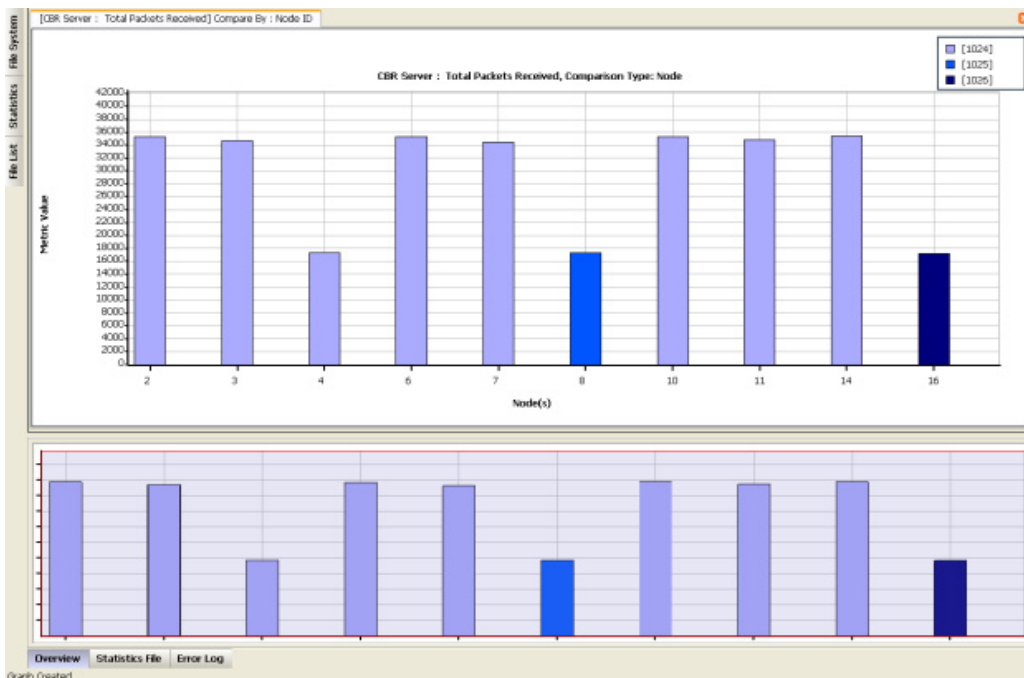 [CBR Server : Total Packets Received] Compare By : Node ID
File System
Statistics
File List
[1024]
[1025]
[1026]
CBR Server : Total Packets Received, Comparison Type: Node
Metric Value
42000
40000
38000
36000
34000
32000
30000
28000
26000
24000
22000
20000
18000
16000
14000
12000
10000
8000
6000
4000
2000
0
2 3 4 6 7 8 10 11 14 16
Node(s)
Overview Statistics File Error Log
Graph Created